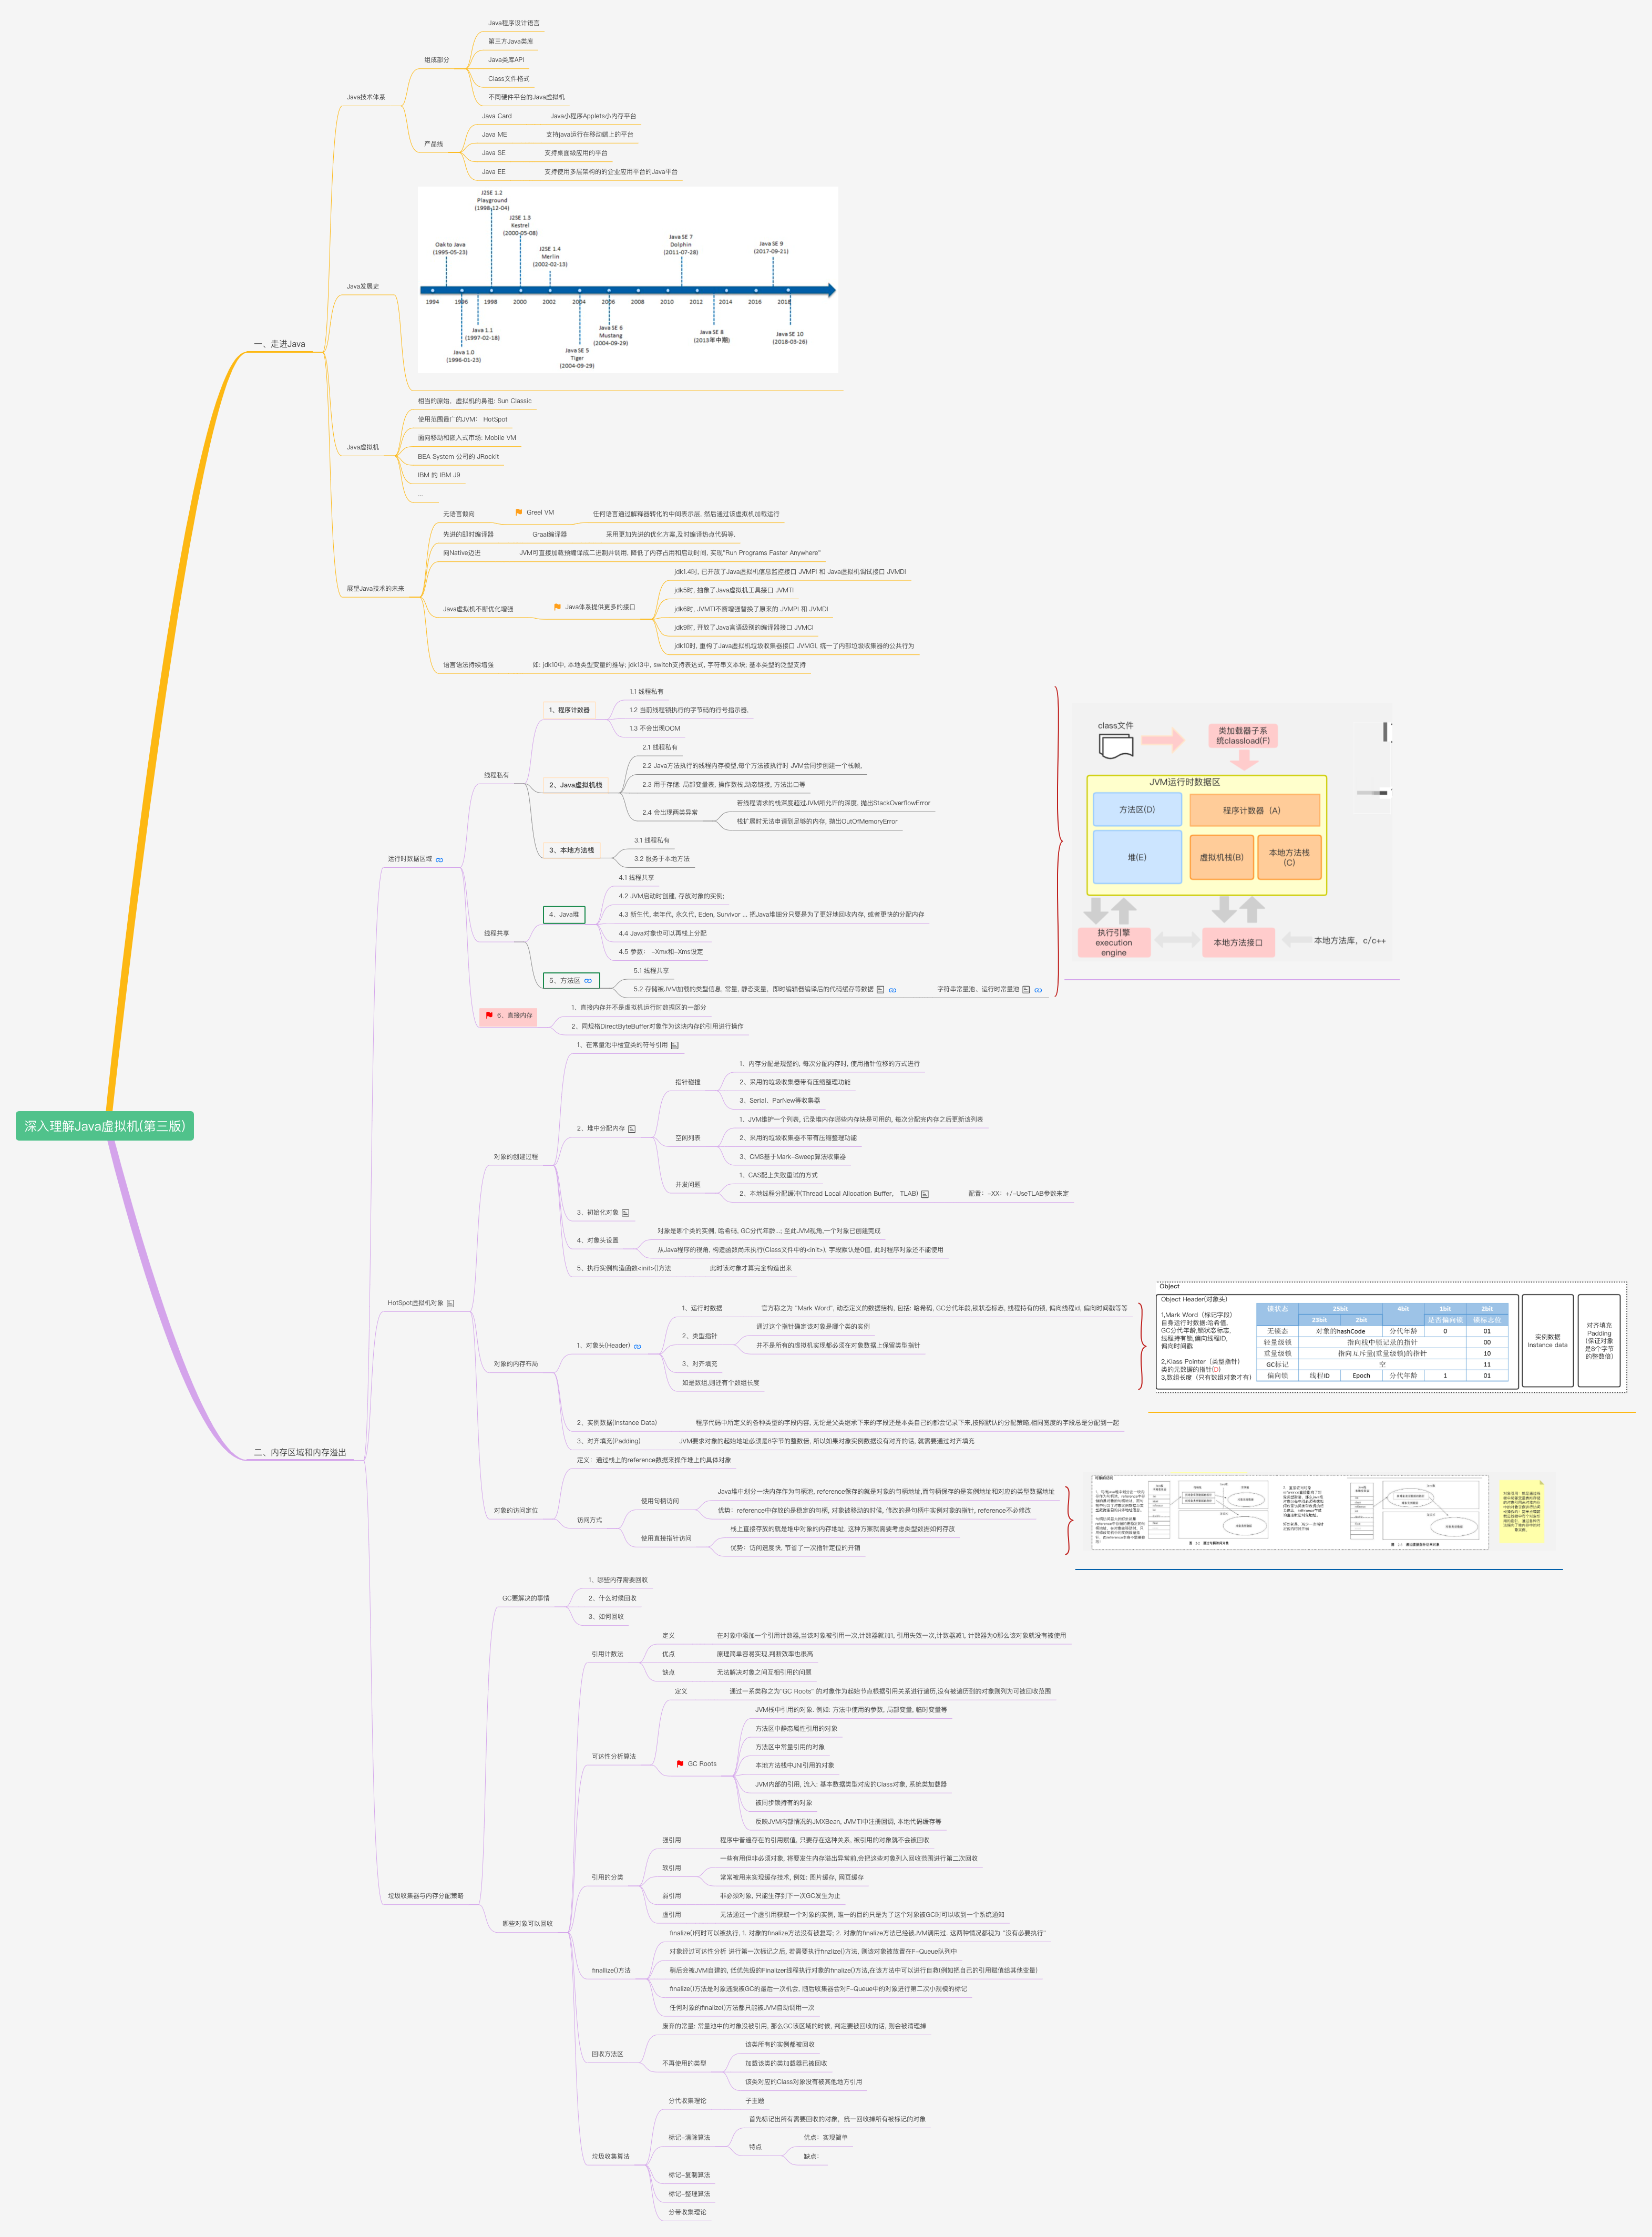 深入理解Java虚拟机(第三版)
一、走进Java
Java技术体系
组成部分
Java程序设计语言
第三方Java类库
Java类库API
Class文件格式
不同硬件平台的Java虚拟机
产品线
Java Card
Java小程序Applets小内存平台
Java ME
支持java运行在移动端上的平台
Java SE
支持桌面级应用的平台
Java EE
支持使用多层架构的的企业应用平台的Java平台
Java发展史
J2SE 1.2
Playground
(1998-12-04)
J2SE 1.3
Kestrel
(2000-05-08)
Oak to Java
(1995-05-23)
J2SE 1.4
Merlin
(2002-02-13)
Java SE 7
Dolphin
(2011-07-28)
Java SE 9
(2017-09-21)
1994 1996 1998 2000 2002 2004 2006 2008 2010 2012 2014 2016 2018
Java 1.1
(1997-02-18)
Java 1.0
(1996-01-23)
Java SE 5
Tiger
(2004-09-29)
Java SE 6
Mustang
(2004-09-29)
Java SE 8
(2013年中期)
Java SE 10
(2018-03-26)
Java虚拟机
相当的原始，虚拟机的鼻祖: Sun Classic
使用范围最广的JVM： HotSpot
面向移动和嵌入式市场: Mobile VM
BEA System 公司的 JRockit
IBM 的 IBM J9
...
展望Java技术的未来
无语言倾向
Greel VM
任何语言通过解释器转化的中间表示层, 然后通过该虚拟机加载运行
先进的即时编译器
Graal编译器
采用更加先进的优化方案,及时编译热点代码等.
向Native迈进
JVM可直接加载预编译成二进制并调用, 降低了内存占用和启动时间, 实现"Run Programs Faster Anywhere"
Java虚拟机不断优化增强
Java体系提供更多的接口
jdk1.4时, 已开放了Java虚拟机信息监控接口 JVMPI 和 Java虚拟机调试接口 JVMDI
jdk5时, 抽象了Java虚拟机工具接口 JVMTI
jdk6时, JVMTI不断增强替换了原来的 JVMPI 和 JVMDI
jdk9时, 开放了Java言语级别的编译器接口 JVMCI
jdk10时, 重构了Java虚拟机垃圾收集器接口 JVMGI, 统一了内部垃圾收集器的公共行为
语言语法持续增强
如: jdk10中, 本地类型变量的推导; jdk13中, switch支持表达式, 字符串文本块; 基本类型的泛型支持
二、内存区域和内存溢出
运行时数据区域
线程私有
1、程序计数器
1.1 线程私有
1.2 当前线程锁执行的字节码的行号指示器,
1.3 不会出现OOM
2、Java虚拟机栈
2.1 线程私有
2.2 Java方法执行的线程内存模型,每个方法被执行时 JVM会同步创建一个栈帧,
2.3 用于存储: 局部变量表, 操作数栈,动态链接, 方法出口等
2.4 会出现两类异常
若线程请求的栈深度超过JVM所允许的深度, 抛出StackOverflowError
栈扩展时无法申请到足够的内存, 抛出OutOfMemoryError
3、本地方法栈
3.1 线程私有
3.2 服务于本地方法
线程共享
4、Java堆
4.1 线程共享
4.2 JVM启动时创建, 存放对象的实例;
4.3 新生代, 老年代, 永久代, Eden, Survivor ... 把Java堆细分只要是为了更好地回收内存, 或者更快的分配内存
4.4 Java对象也可以再栈上分配
4.5 参数： -Xmx和-Xms设定
5、方法区
5.1 线程共享
5.2 存储被JVM加载的类型信息, 常量, 静态变量，即时编辑器编译后的代码缓存等数据
字符串常量池、运行时常量池
6、直接内存
1、直接内存并不是虚拟机运行时数据区的一部分
2、同规格DirectByteBuffer对象作为这块内存的引用进行操作
class文件
类加载器子系
统classload(F)
JVM运行时数据区
方法区(D)
程序计数器（A）
堆(E)
虚拟机栈(B)
本地方法栈
(C)
执行引擎
execution
engine
本地方法接口
本地方法库，c/c++
HotSpot虚拟机对象
对象的创建过程
1、在常量池中检查类的符号引用
2、堆中分配内存
指针碰撞
1、内存分配是规整的, 每次分配内存时, 使用指针位移的方式进行
2、采用的垃圾收集器带有压缩整理功能
3、Serial、ParNew等收集器
空闲列表
1、JVM维护一个列表, 记录堆内存哪些内存块是可用的, 每次分配完内存之后更新该列表
2、采用的垃圾收集器不带有压缩整理功能
3、CMS基于Mark-Sweep算法收集器
并发问题
1、CAS配上失败重试的方式
2、本地线程分配缓冲(Thread Local Allocation Buffer， TLAB)
配置：-XX：+/-UseTLAB参数来定
3、初始化对象
4、对象头设置
对象是哪个类的实例, 哈希码, GC分代年龄...; 至此JVM视角,一个对象已创建完成
从Java程序的视角, 构造函数尚未执行(Class文件中的<init>), 字段默认是0值, 此时程序对象还不能使用
5、执行实例构造函数<init>()方法
此时该对象才算完全构造出来
对象的内存布局
1、对象头(Header)
1、运行时数据
官方称之为 "Mark Word", 动态定义的数据结构, 包括: 哈希码, GC分代年龄,锁状态标志, 线程持有的锁, 偏向线程id, 偏向时间戳等等
2、类型指针
通过这个指针确定该对象是哪个类的实例
并不是所有的虚拟机实现都必须在对象数据上保留类型指针
3、对齐填充
如是数组,则还有个数组长度
2、实例数据(Instance Data)
程序代码中所定义的各种类型的字段内容, 无论是父类继承下来的字段还是本类自己的都会记录下来,按照默认的分配策略,相同宽度的字段总是分配到一起
3、对齐填充(Padding)
JVM要求对象的起始地址必须是8字节的整数倍, 所以如果对象实例数据没有对齐的话, 就需要通过对齐填充
Object
Object Header(对象头)
1,Mark Word（标记字段）
自身运行时数据:哈希值,
GC分代年龄,锁状态标志,
线程持有锁,偏向线程ID,
偏向时间戳
2,Klass Pointer（类型指针）
类的元数据的指针(D)
3,数组长度（只有数组对象才有）
锁状态 25bit 4bit 1bit 2bit
23bit 2bit 是否偏向锁 锁标志位
无锁态 对象的hashCode 分代年龄 0 01
轻量级锁 指向栈中锁记录的指针 00
重量级锁 指向互斥量(重量级锁)的指针 10
GC标记 空 11
偏向锁 线程ID Epoch 分代年龄 1 01
实例数据
Instance data
对齐填充
Padding
(保证对象
是8个字节
的整数倍)
对象的访问定位
定义：通过栈上的reference数据来操作堆上的具体对象
访问方式
使用句柄访问
Java堆中划分一块内存作为句柄池, reference保存的就是对象的句柄地址,而句柄保存的是实例地址和对应的类型数据地址
优势：reference中存放的是稳定的句柄, 对象被移动的时候, 修改的是句柄中实例对象的指针, reference不必修改
使用直接指针访问
栈上直接存放的就是堆中对象的内存地址, 这种方案就需要考虑类型数据如何存放
优势：访问速度快, 节省了一次指针定位的开销
对象的访问
垃圾收集器与内存分配策略
GC要解决的事情
1、哪些内存需要回收
2、什么时候回收
3、如何回收
哪些对象可以回收
引用计数法
定义
在对象中添加一个引用计数器,当该对象被引用一次,计数器就加1, 引用失效一次,计数器减1, 计数器为0那么该对象就没有被使用
优点
原理简单容易实现,判断效率也很高
缺点
无法解决对象之间互相引用的问题
可达性分析算法
定义
通过一系类称之为"GC Roots" 的对象作为起始节点根据引用关系进行遍历,没有被遍历到的对象则列为可被回收范围
GC Roots
JVM栈中引用的对象. 例如: 方法中使用的参数, 局部变量, 临时变量等
方法区中静态属性引用的对象
方法区中常量引用的对象
本地方法栈中JNI引用的对象
JVM内部的引用, 流入: 基本数据类型对应的Class对象, 系统类加载器
被同步锁持有的对象
反映JVM内部情况的JMXBean, JVMTI中注册回调, 本地代码缓存等
引用的分类
强引用
程序中普遍存在的引用赋值, 只要存在这种关系, 被引用的对象就不会被回收
软引用
一些有用但非必须对象, 将要发生内存溢出异常前,会把这些对象列入回收范围进行第二次回收
常常被用来实现缓存技术, 例如: 图片缓存, 网页缓存
弱引用
非必须对象, 只能生存到下一次GC发生为止
虚引用
无法通过一个虚引用获取一个对象的实例, 唯一的目的只是为了这个对象被GC时可以收到一个系统通知
finallize()方法
finalize()何时可以被执行, 1. 对象的finalize方法没有被复写; 2. 对象的finalize方法已经被JVM调用过. 这两种情况都视为 "没有必要执行"
对象经过可达性分析 进行第一次标记之后, 若需要执行finzlize()方法, 则该对象被放置在F-Queue队列中
稍后会被JVM自建的, 低优先级的Finalizer线程执行对象的finalize()方法,在该方法中可以进行自救(例如把自己的引用赋值给其他变量)
finalize()方法是对象逃脱被GC的最后一次机会, 随后收集器会对F-Queue中的对象进行第二次小规模的标记
任何对象的finalize()方法都只能被JVM自动调用一次
回收方法区
废弃的常量: 常量池中的对象没被引用, 那么GC该区域的时候, 判定要被回收的话, 则会被清理掉
不再使用的类型
该类所有的实例都被回收
加载该类的类加载器已被回收
该类对应的Class对象没有被其他地方引用
垃圾收集算法
分代收集理论
子主题
标记-清除算法
首先标记出所有需要回收的对象，统一回收掉所有被标记的对象
特点
优点：实现简单
缺点：
标记-复制算法
标记-整理算法
分带收集理论